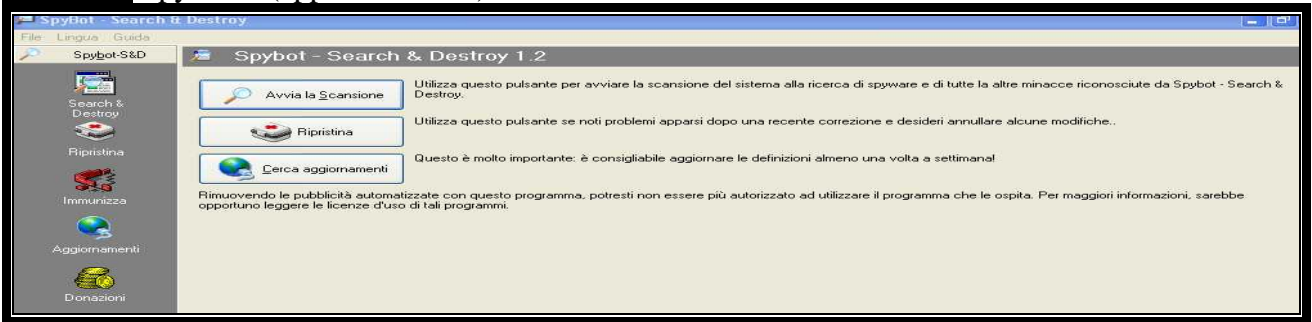 SpyBot - Search & Destroy
File Lingua Guida
Spybot-S&D
Spybot - Search & Destroy 1.2
Search &
Destroy
Ripristina
Immunizza
Aggiornamenti
Donazioni
Avvia la Scansione
Utilizza questo pulsante per avviare la scansione del sistema alla ricerca di spyware e di tutte la altre minacce riconosciute da Spybot - Search &
Destroy.
Ripristina
Utilizza questo pulsante se noti problemi apparsi dopo una recente correzione e desideri annullare alcune modifiche..
Cerca aggiornamenti
Questo è molto importante: è consigliabile aggiornare le definizioni almeno una volta a settimana!
Rimuovendo le pubblicità automatizzate con questo programma, potresti non essere più autorizzato ad utilizzare il programma che le ospita. Per maggiori informazioni, sarebbe
opportuno leggere le licenze d'uso di tali programmi.